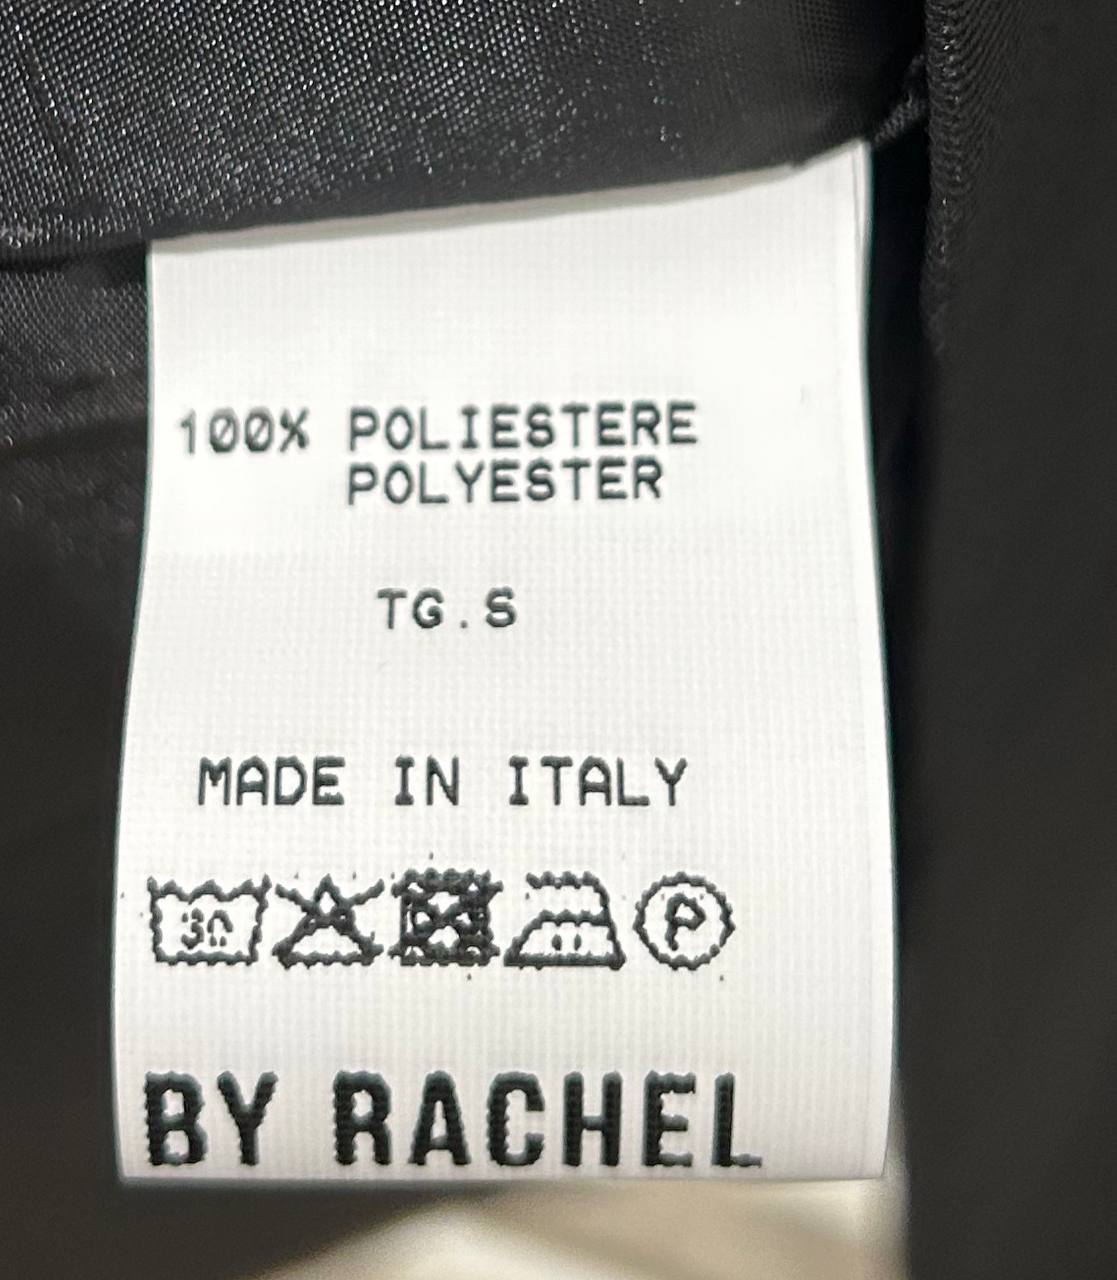 100% POLIESTERE
POLYESTER
TG.S
MADE IN ITALY
30 P
BY RACHEL